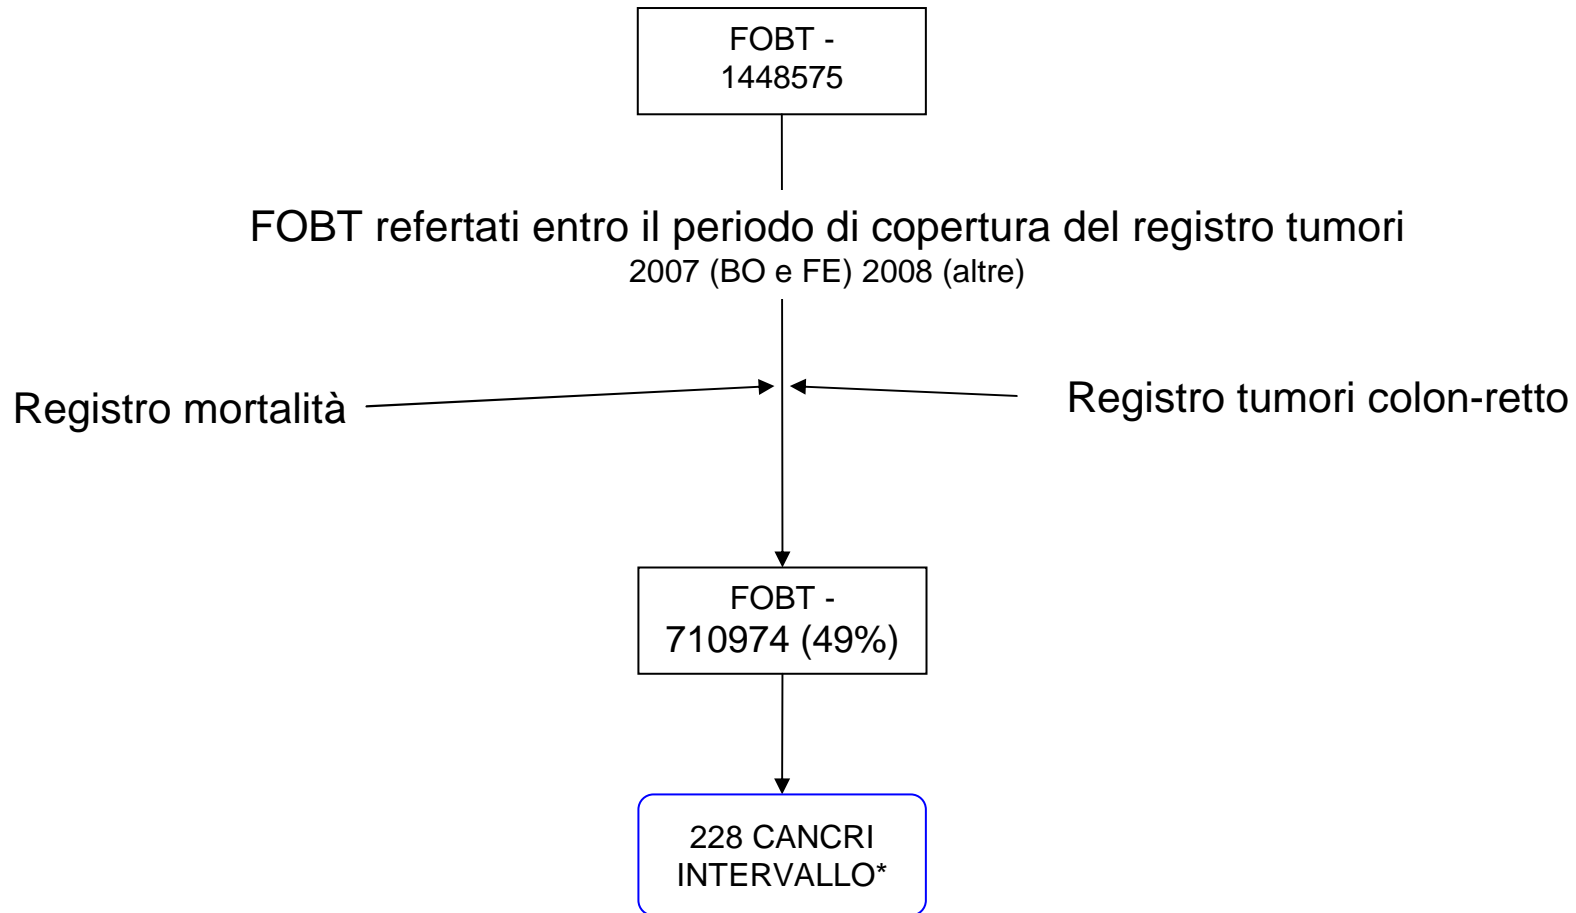 FOBT -
1448575
FOBT refertati entro il periodo di copertura del registro tumori
2007 (BO e FE) 2008 (altre)
Registro mortalità
Registro tumori colon-retto
FOBT -
710974 (49%)
228 CANCRI
INTERVALLO*